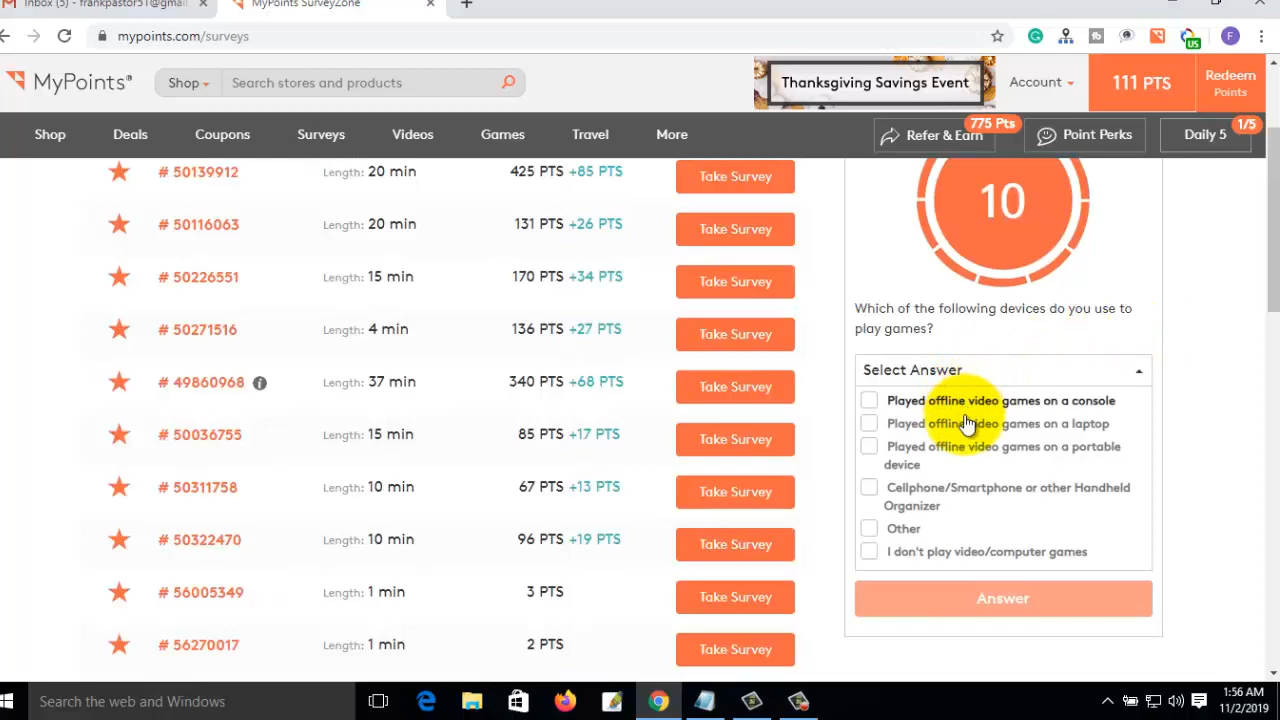 Inbox (5) - frankpastor51@gmail
MyPoints SurveyZone
mypoints.com/surveys
US
F
MyPoints®
Shop
Search stores and products
Thanksgiving Savings Event
Account
111 PTS
Redeem
Points
Shop
Deals
Coupons
Surveys
Videos
Games
Travel
More
Refer & Earn
775 Pts
Point Perks
Daily 5
1/5
# 50139912 Length: 20 min 425 PTS +85 PTS Take Survey
# 50116063 Length: 20 min 131 PTS +26 PTS Take Survey
# 50226551 Length: 15 min 170 PTS +34 PTS Take Survey
# 50271516 Length: 4 min 136 PTS +27 PTS Take Survey
# 49860968 Length: 37 min 340 PTS +68 PTS Take Survey
# 50036755 Length: 15 min 85 PTS +17 PTS Take Survey
# 50311758 Length: 10 min 67 PTS +13 PTS Take Survey
# 50322470 Length: 10 min 96 PTS +19 PTS Take Survey
# 56005349 Length: 1 min 3 PTS Take Survey
# 56270017 Length: 1 min 2 PTS Take Survey
10
Which of the following devices do you use to
play games?
Select Answer
Played offline video games on a console
Played offline video games on a laptop
Played offline video games on a portable
device
Cellphone/Smartphone or other Handheld
Organizer
Other
I don't play video/computer games
Answer
Search the web and Windows
1:56 AM
11/2/2019